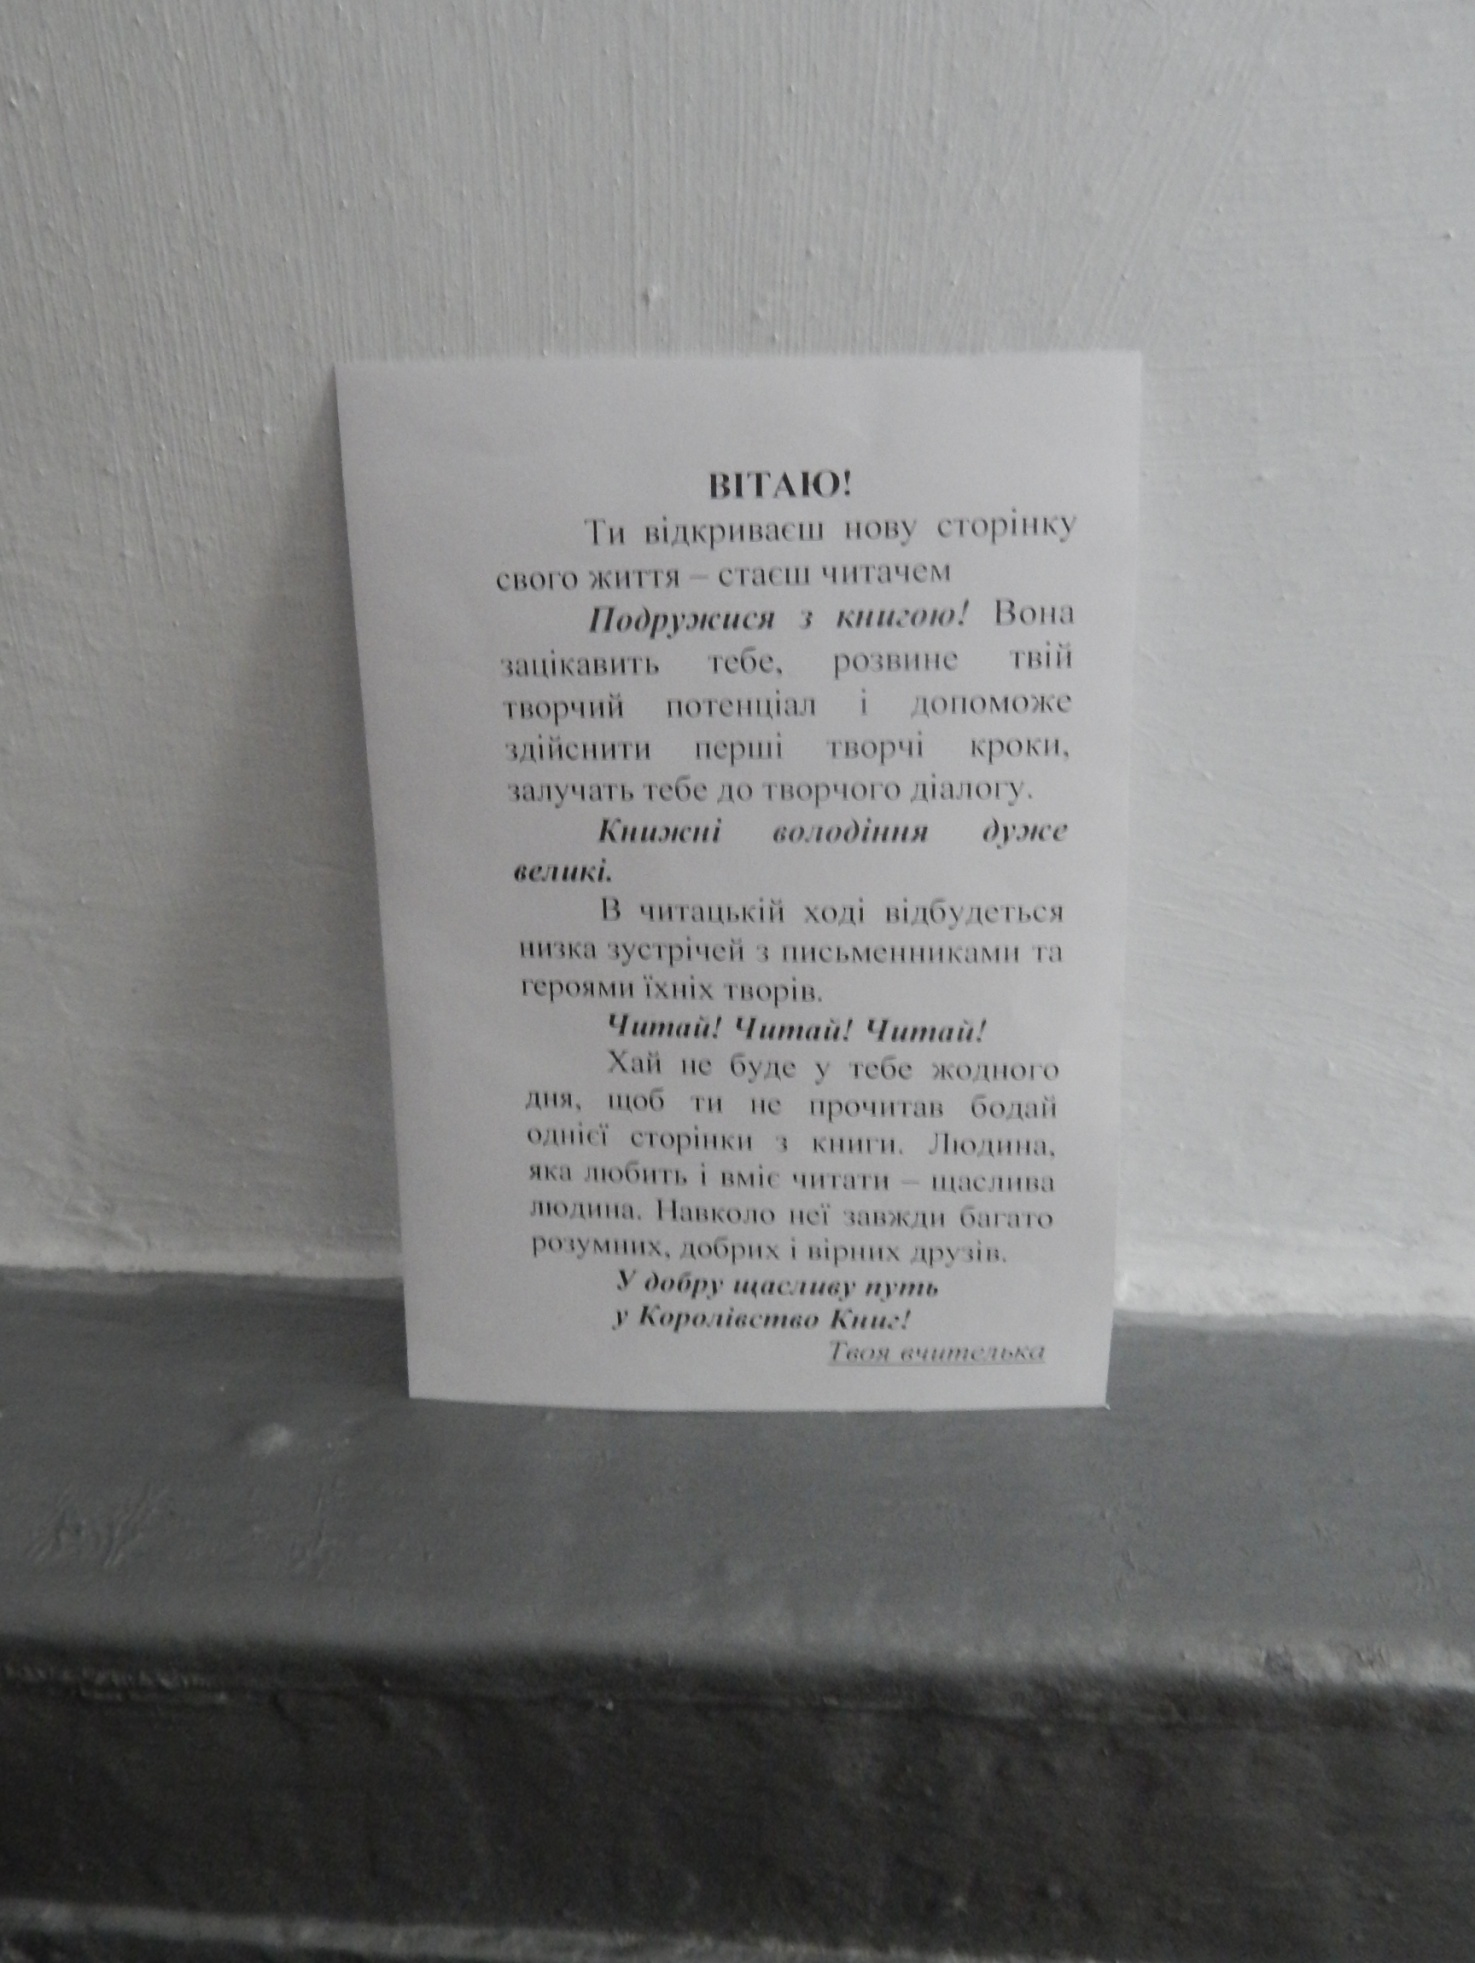 ВІТАЮ!
Ти відкриваєш нову сторінку
свого життя – стаєш читачем
Подружися з книгою! Вона
зацікавить тебе, розвине твій
творчий потенціал і допоможе
здійснити перші творчі кроки,
залучать тебе до творчого діалогу.
Книжні володіння дуже
великі.
В читацькій ході відбудеться
низка зустрічей з письменниками та
героями їхніх творів.
Читай! Читай! Читай!
Хай не буде у тебе жодного
дня, щоб ти не прочитав бодай
однієї сторінки з книги. Людина,
яка любить і вміє читати – щаслива
людина. Навколо неї завжди багато
розумних, добрих і вірних друзів.
У добру щасливу путь
у Королівство Книг!
Твоя вчителька